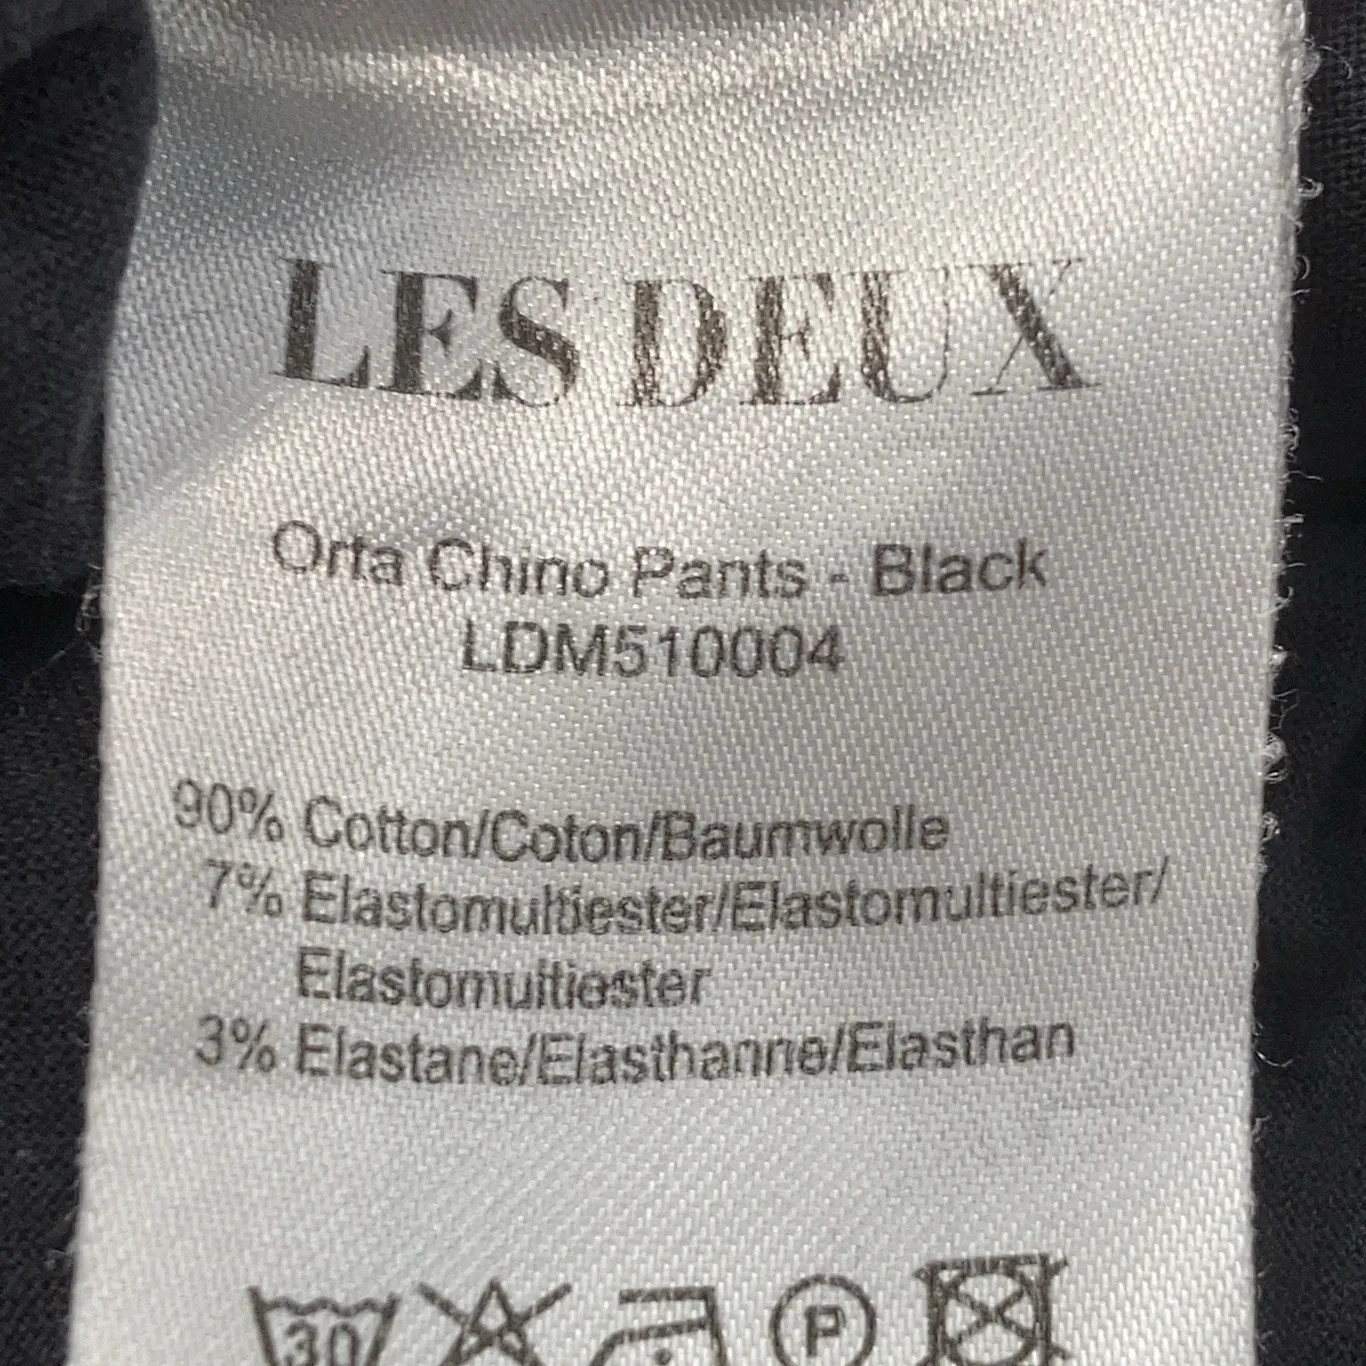 LES DEUX
Orta Chino Pants - Black
LDM510004
90% Cotton/Coton/Baumwolle
7% Elastomultiester/Elastomultiester/
Elastomultiester
3% Elastane/Elasthanne/Elasthan
30
P